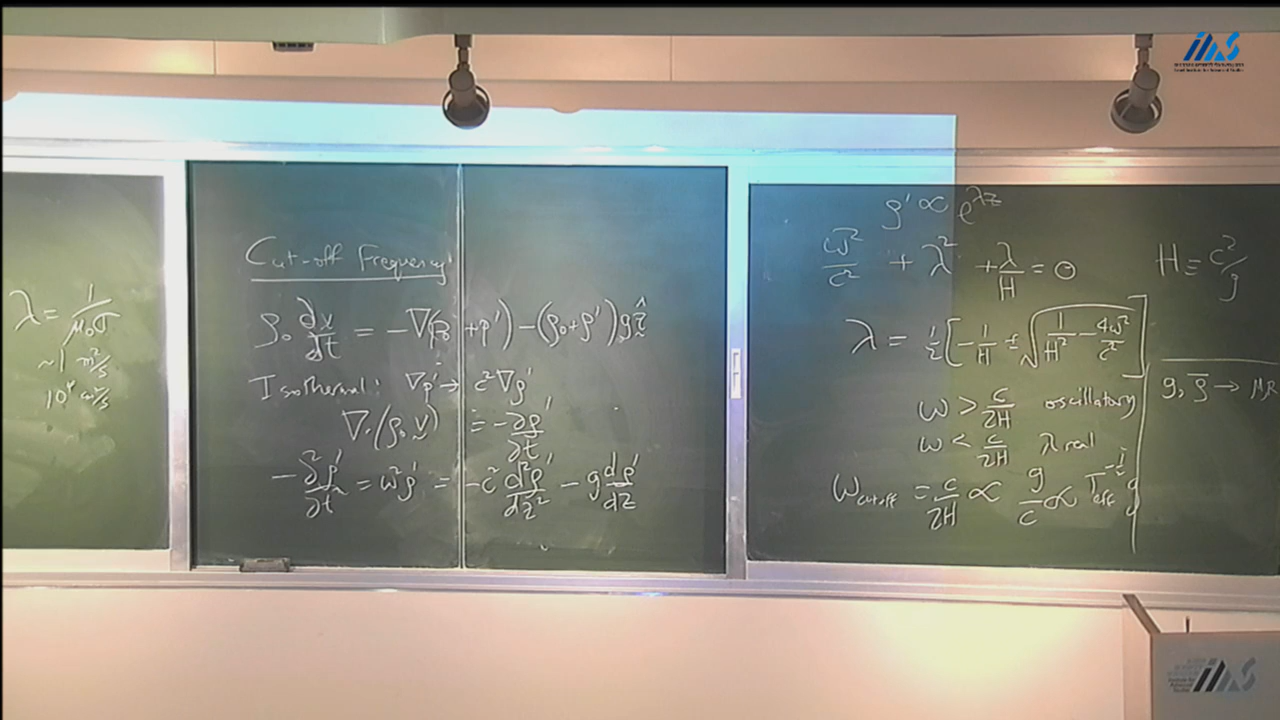 λ = 1/μ₀σ
~1 m²/s
10⁴ cm²/s
Cut-off Frequency
ρ₀ ∂v/∂t = -∇(p₀ + p') - (ρ₀+ρ')g ẑ
Isothermal: ∇p' → c²∇ρ'
∇.(ρ₀ v) = -∂ρ'/∂t
-∂²ρ'/∂t² = ω²ρ' = -c² d²ρ'/dz² - g dρ'/dz
ρ' ∝ e^λz
ω²/c² + λ² + λ/H = 0
λ = ½[-1/H ± √(1/H² - 4ω²/c²)]
ω > c/2H oscillatory
ω < c/2H λ real
ω cutoff = c/2H ∝ g/c ∝ T_eff^-½ g
H = c²/g
g, ρ̄ → M,R
IAS